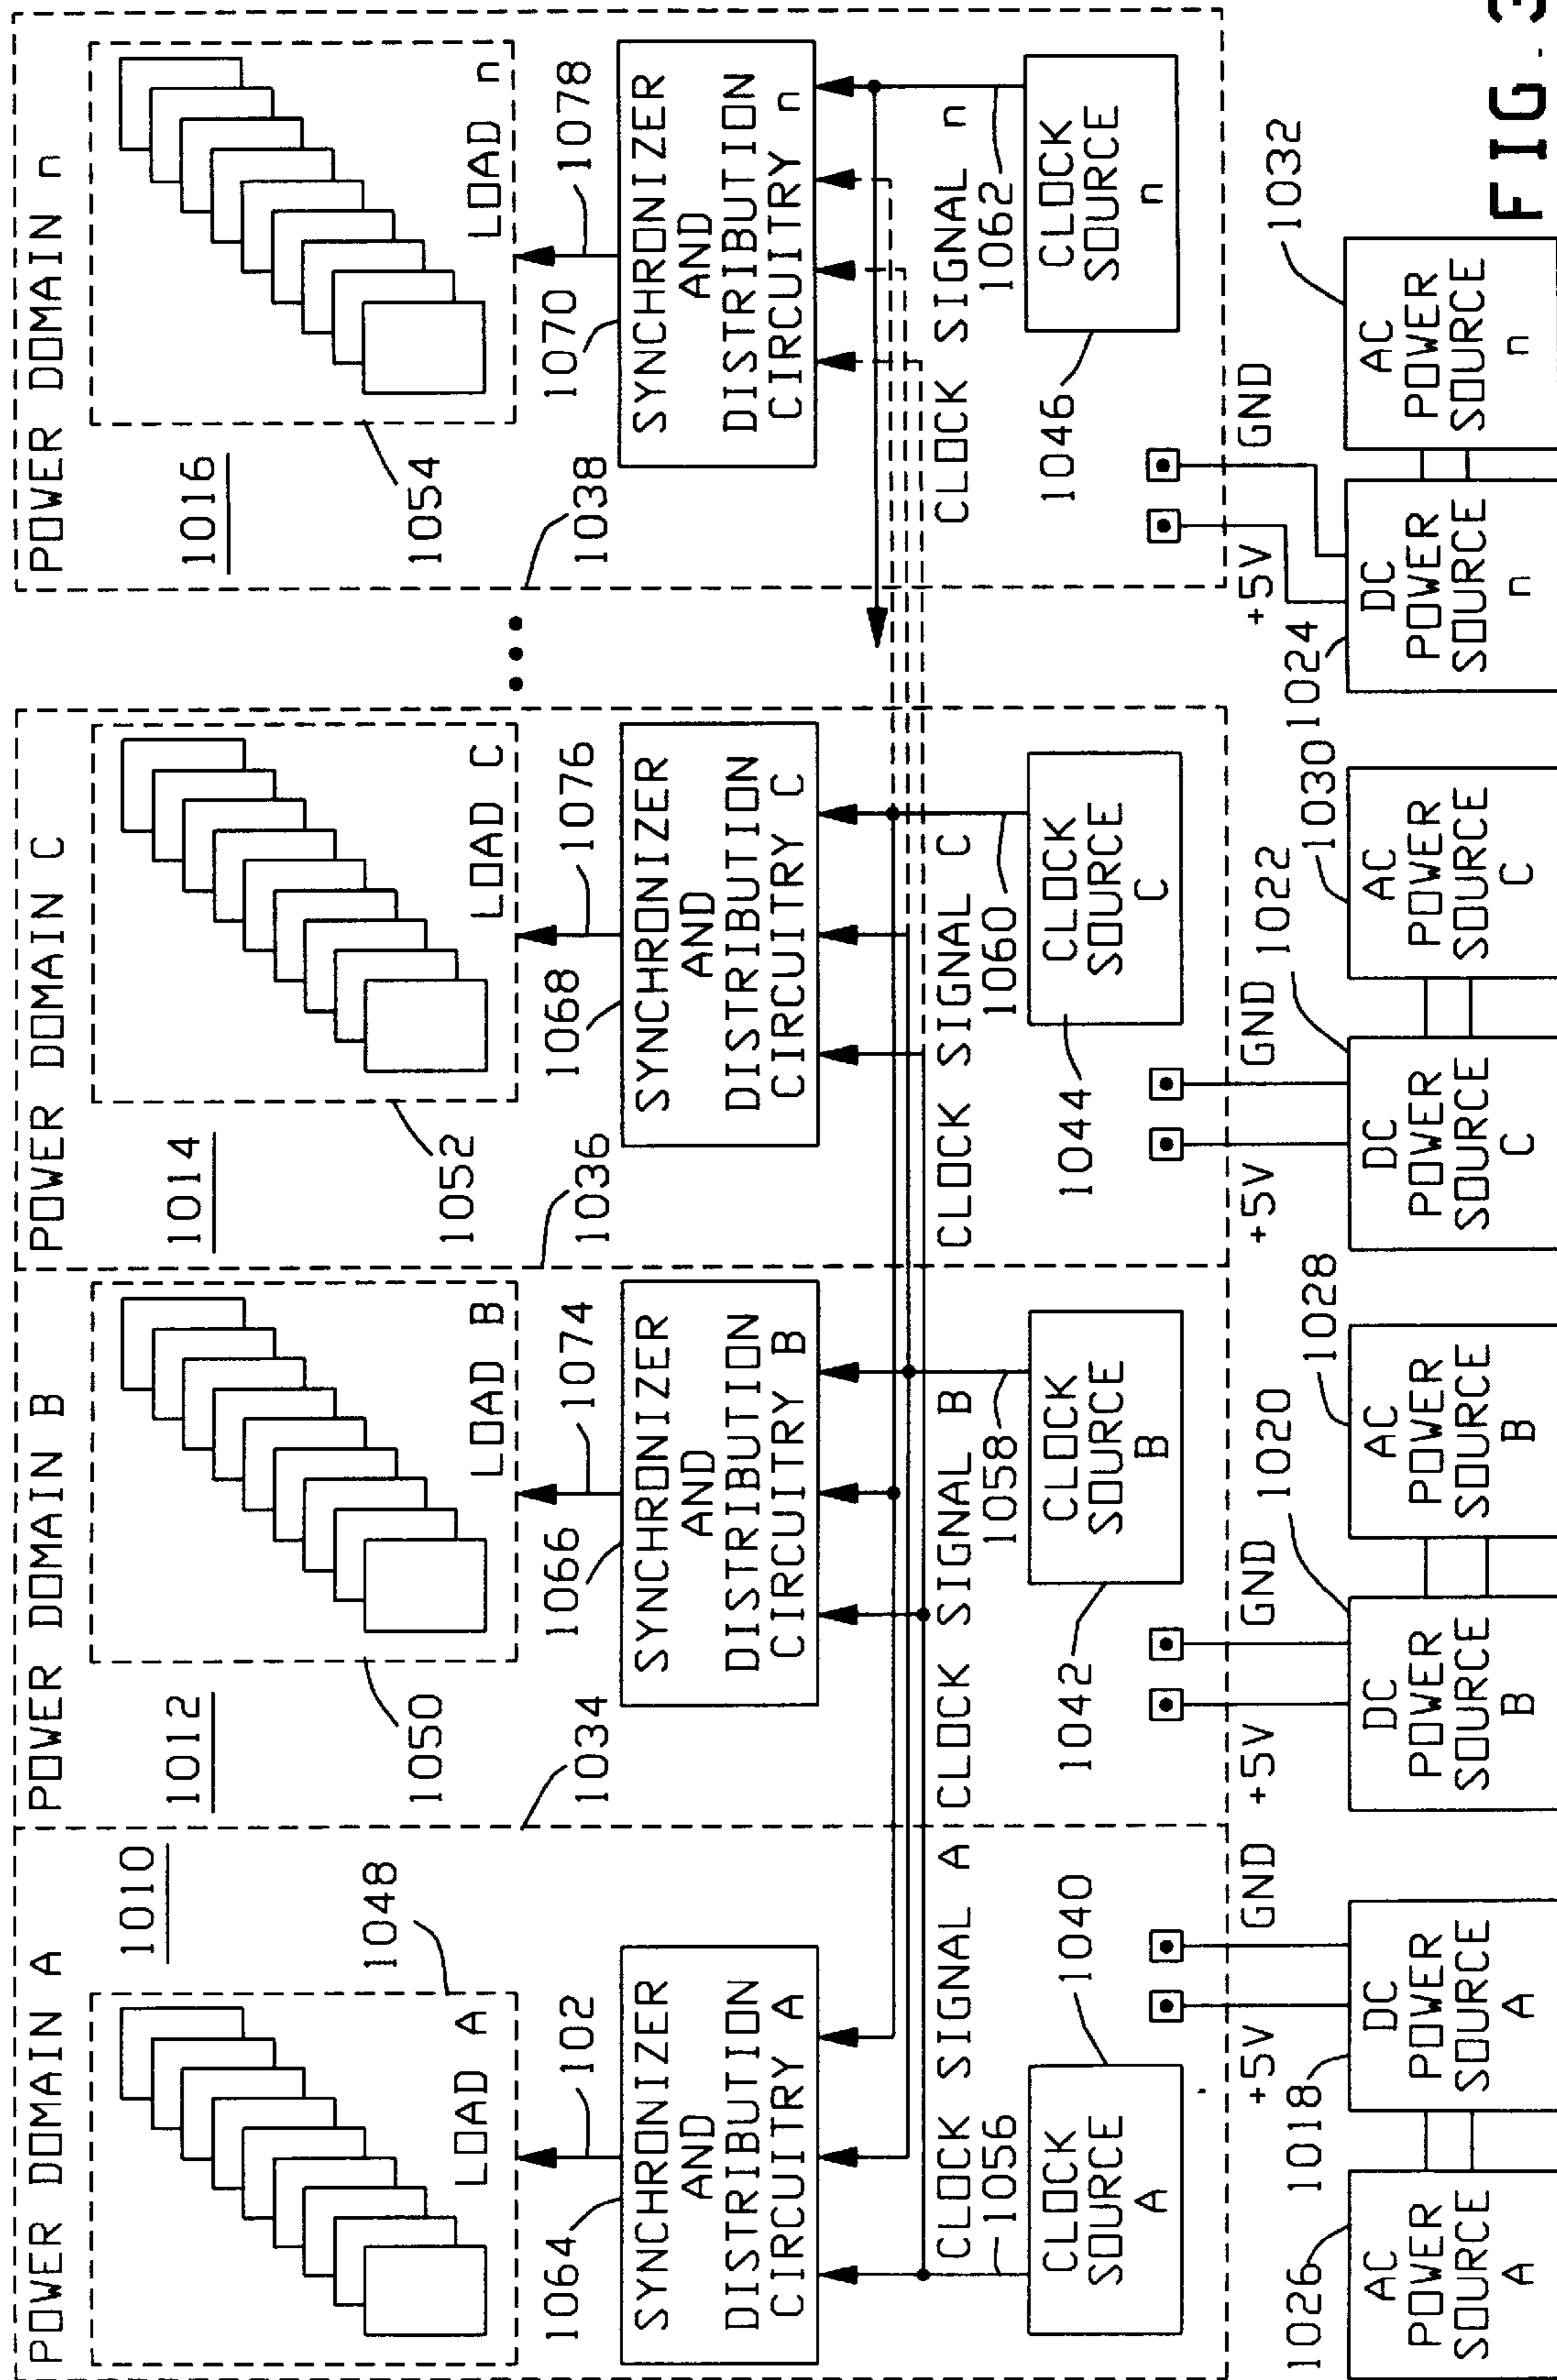 POWER DOMAIN A
1010
1048
LOAD A
102
1064
SYNCHRONIZER
AND
DISTRIBUTION
CIRCUITRY A
CLOCK SIGNAL A
1056
CLOCK
SOURCE
A
1040
+5V
GND
1018
1026
AC
POWER
SOURCE
A
DC
POWER
SOURCE
A
POWER DOMAIN B
1012
1050
LOAD B
1034
1066
1074
SYNCHRONIZER
AND
DISTRIBUTION
CIRCUITRY B
CLOCK SIGNAL B
1058
1042
CLOCK
SOURCE
B
+5V
GND
1020
1028
DC
POWER
SOURCE
B
AC
POWER
SOURCE
B
POWER DOMAIN C
1014
1052
LOAD C
1036
1068
1076
SYNCHRONIZER
AND
DISTRIBUTION
CIRCUITRY C
CLOCK SIGNAL C
1060
1044
CLOCK
SOURCE
C
+5V
GND
1022
1030
DC
POWER
SOURCE
C
AC
POWER
SOURCE
C
POWER DOMAIN n
1016
1054
LOAD n
1038
1070
1078
SYNCHRONIZER
AND
DISTRIBUTION
CIRCUITRY n
CLOCK SIGNAL n
1062
1046
CLOCK
SOURCE
n
+5V
GND
1024
1032
DC
POWER
SOURCE
n
AC
POWER
SOURCE
n
FIG. 3